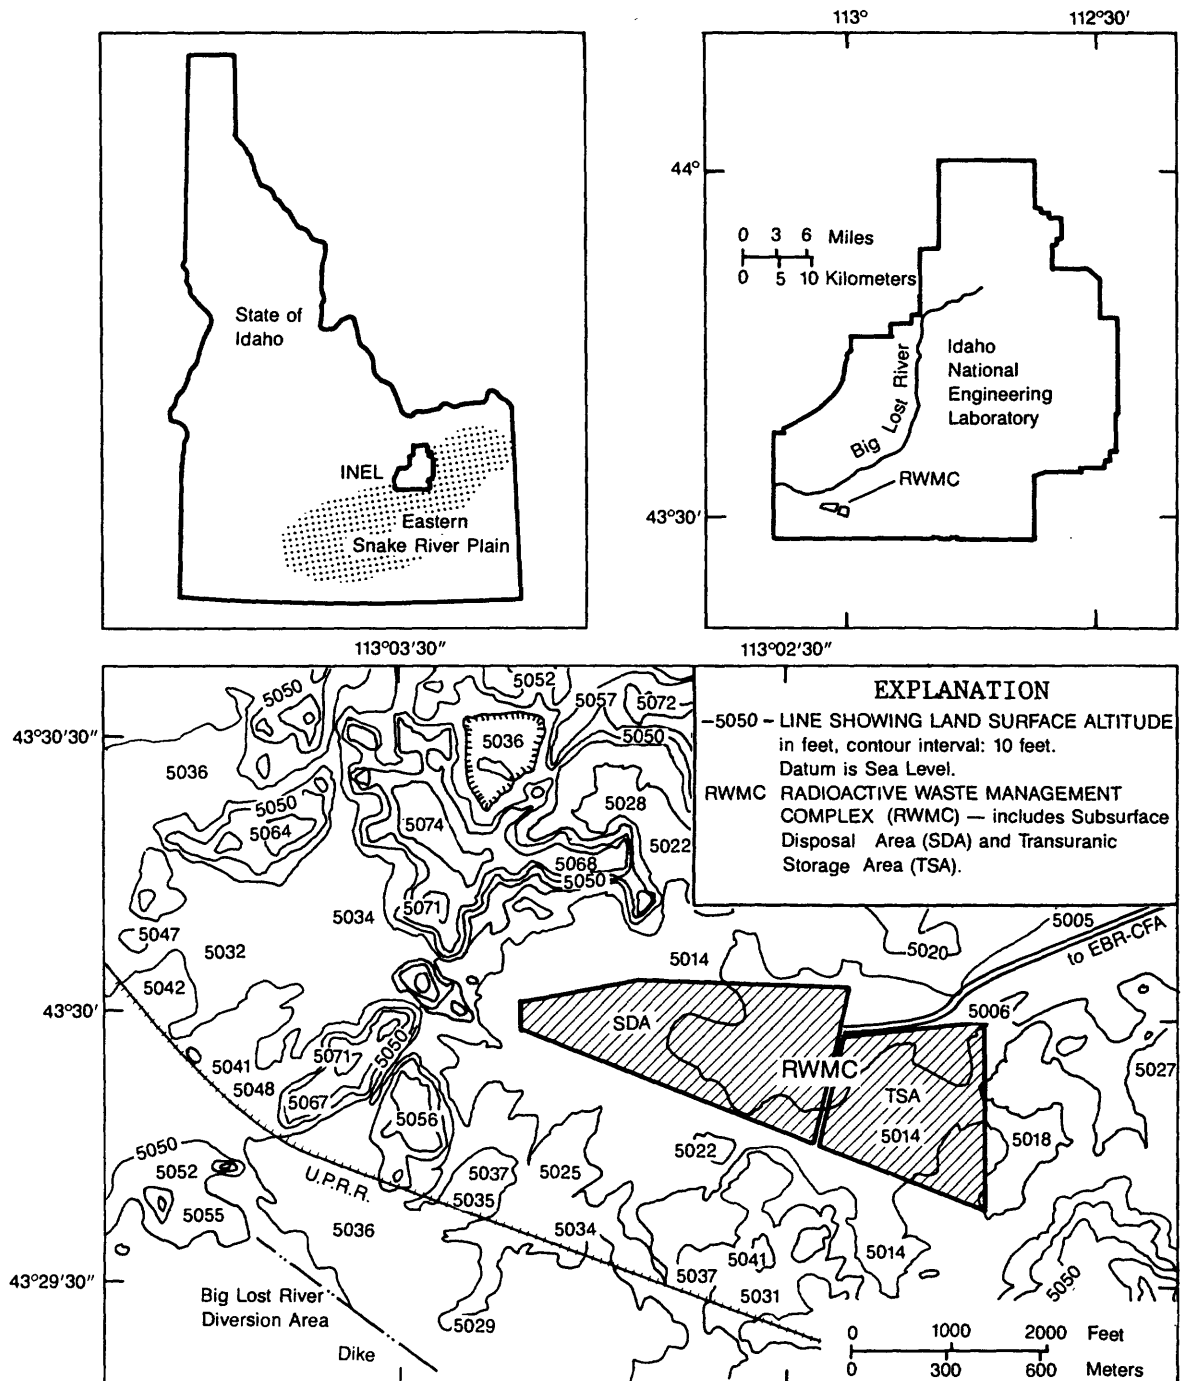 113°
112°30'
44°
0 3 6 Miles
0 5 10 Kilometers
State of
Idaho
Idaho
National
Engineering
Laboratory
Big Lost River
INEL
RWMC
43°30'
Eastern
Snake River Plain
113°03'30"
113°02'30"
EXPLANATION
–5050– LINE SHOWING LAND SURFACE ALTITUDE
in feet, contour interval: 10 feet.
Datum is Sea Level.
RWMC RADIOACTIVE WASTE MANAGEMENT
COMPLEX (RWMC) — includes Subsurface
Disposal Area (SDA) and Transuranic
Storage Area (TSA).
5050
5052
5057
5072
43°30'30"
5036
5050
5036
5028
5050
5064
5074
5022
5068
5050
5071
5034
5005
5047
5032
5020
to EBR-CFA
5014
5042
43°30'
SDA
5006
5071
5050
5041
RWMC
5027
5048
5067
TSA
5056
5014
5018
5050
5022
5052
5037
5025
U.P.R.R.
5035
5055
5036
5034
5041
5014
43°29'30"
5037
5050
5031
Big Lost River
Diversion Area
5029
Dike
0 1000 2000 Feet
0 300 600 Meters